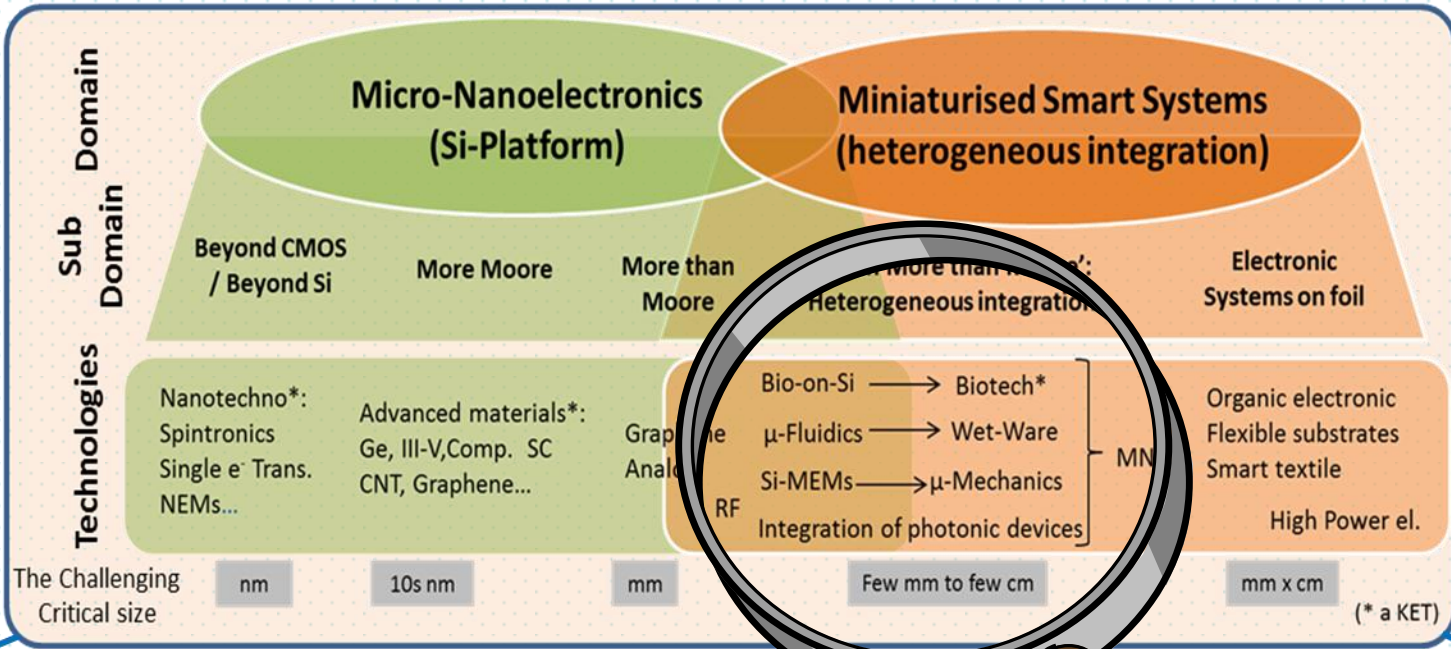 Domain
Micro-Nanoelectronics
(Si-Platform)
Miniaturised Smart Systems
(heterogeneous integration)
Sub
Domain
Beyond CMOS
/ Beyond Si
More Moore
More than
Moore
More than
Heterogeneous integration
Electronic
Systems on foil
Technologies
Nanotechno*:
Spintronics
Single e⁻ Trans.
NEMs...
Advanced materials*:
Ge, III-V,Comp. SC
CNT, Graphene...
RF
Bio-on-Si → Biotech*
μ-Fluidics → Wet-Ware
Si-MEMs → μ-Mechanics
Integration of photonic devices
MN
Organic electronic
Flexible substrates
Smart textile
High Power el.
The Challenging
Critical size
nm
10s nm
mm
Few mm to few cm
mm x cm
(* a KET)